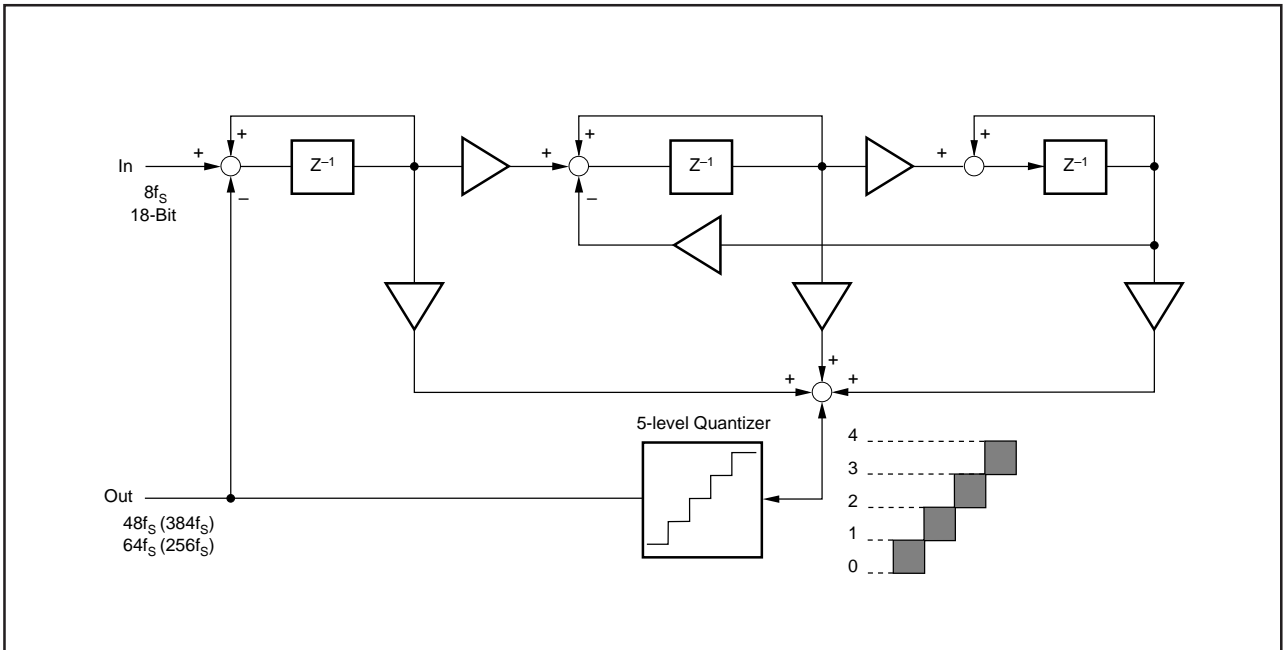 + + + +
In + Z⁻¹ + Z⁻¹ + Z⁻¹
8fS
18-Bit
– –
+
+ +
5-level Quantizer
4
3
2
1
0
Out
48fS (384fS)
64fS (256fS)